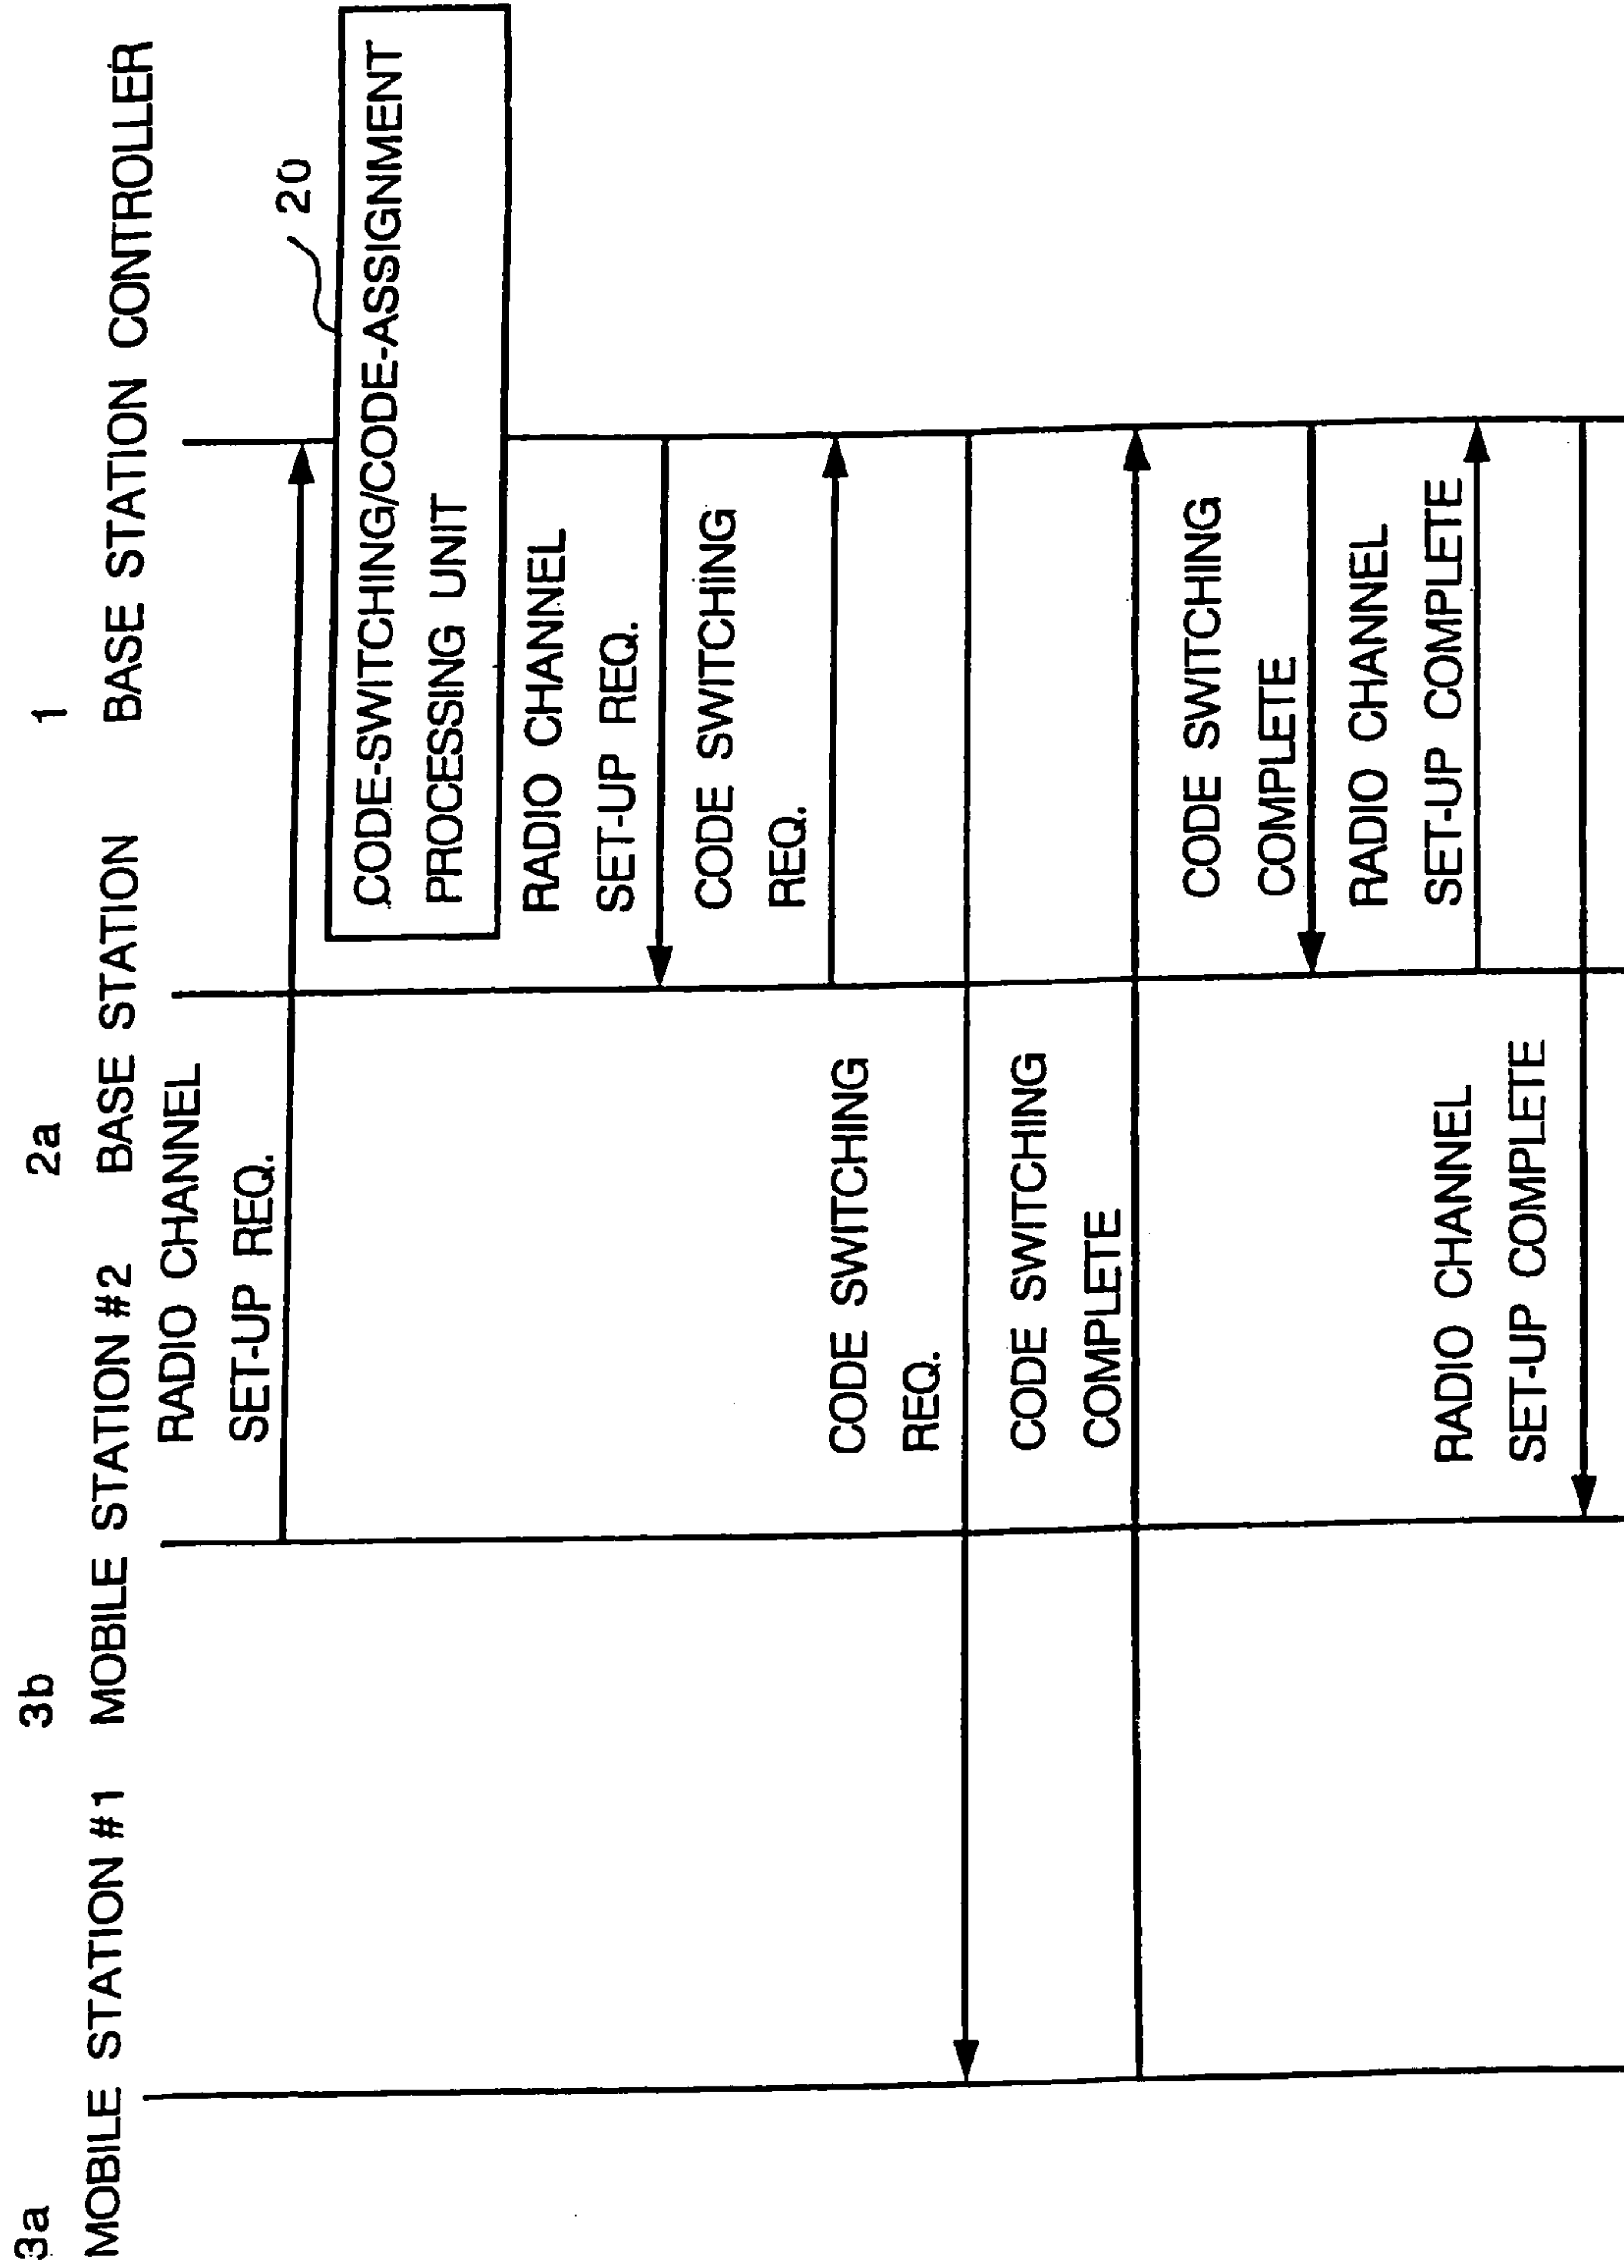 3a
3b
2a
1
MOBILE STATION #1
MOBILE STATION #2
BASE STATION
BASE STATION CONTROLLER
RADIO CHANNEL
SET-UP REQ.
20
CODE-SWITCHING/CODE-ASSIGNMENT
PROCESSING UNIT
RADIO CHANNEL
SET-UP REQ.
CODE SWITCHING
REQ.
CODE SWITCHING
REQ.
CODE SWITCHING
COMPLETE
CODE SWITCHING
COMPLETE
RADIO CHANNEL
SET-UP COMPLETE
RADIO CHANNEL
SET-UP COMPLETE